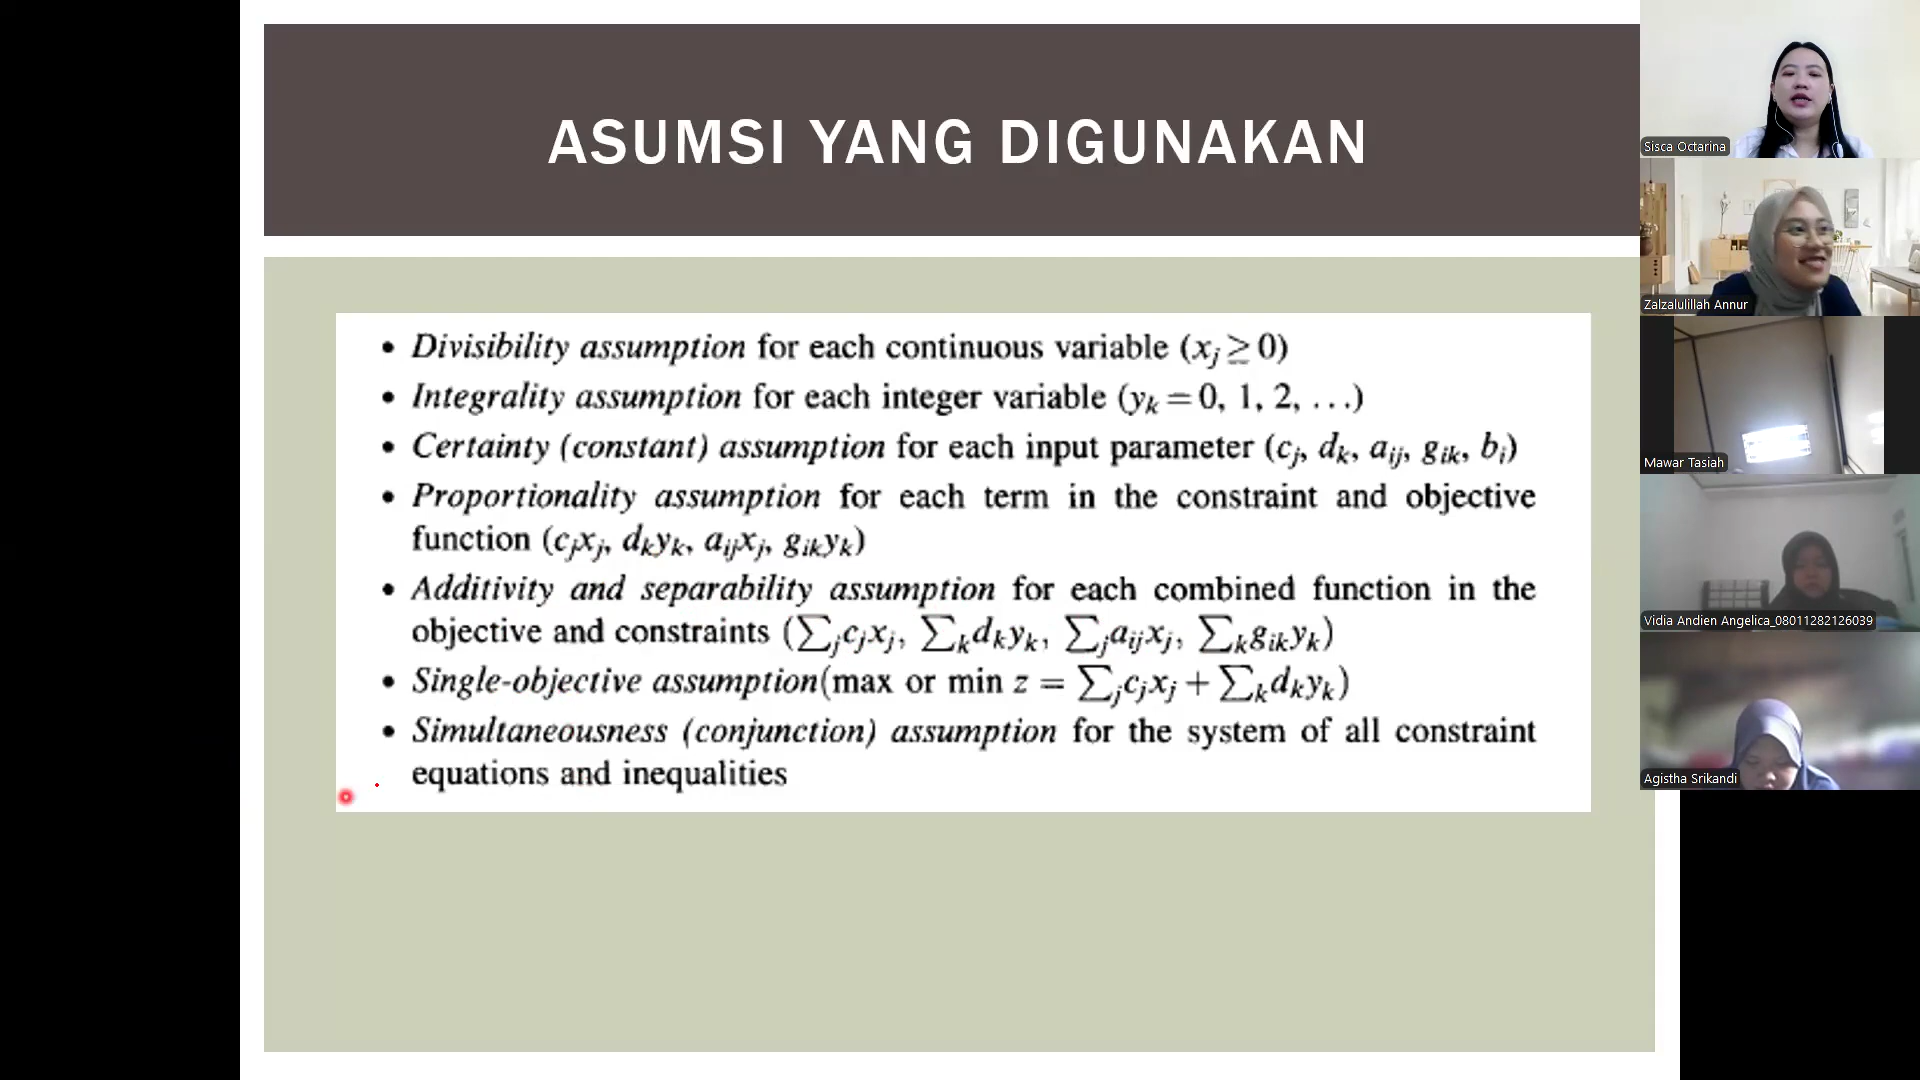 ASUMSI YANG DIGUNAKAN
• Divisibility assumption for each continuous variable (xⱼ ≥ 0)
• Integrality assumption for each integer variable (yₖ = 0, 1, 2, ...)
• Certainty (constant) assumption for each input parameter (cⱼ, dₖ, aᵢⱼ, gᵢₖ, bᵢ)
• Proportionality assumption for each term in the constraint and objective
function (cⱼxⱼ, dₖyₖ, aᵢⱼxⱼ, gᵢₖyₖ)
• Additivity and separability assumption for each combined function in the
objective and constraints (∑ⱼcⱼxⱼ, ∑ₖdₖyₖ, ∑ⱼaᵢⱼxⱼ, ∑ₖgᵢₖyₖ)
• Single-objective assumption(max or min z = ∑ⱼcⱼxⱼ + ∑ₖdₖyₖ)
• Simultaneousness (conjunction) assumption for the system of all constraint
equations and inequalities
Sisca Octarina
Zalzalulillah Annur
Mawar Tasiah
Vidia Andien Angelica_08011282126039
Agistha Srikandi